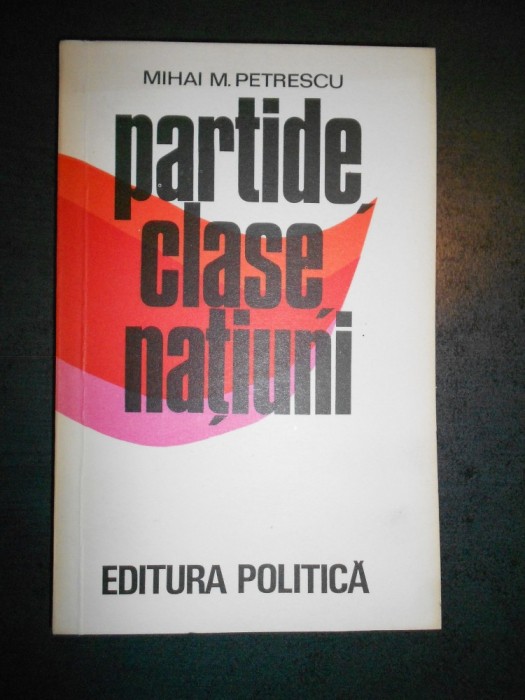 MIHAI M. PETRESCU
partide,
clase,
națiuni
EDITURA POLITICĂ